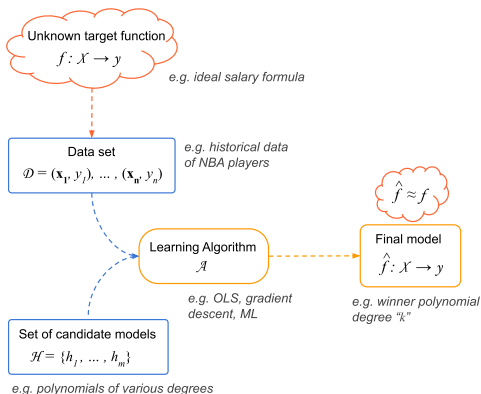 Unknown target function
f : X → y
e.g. ideal salary formula
Data set
𝒟 = (x₁, y₁), ... , (xₙ, yₙ)
e.g. historical data
of NBA players
f̂ ≈ f
Learning Algorithm
𝒜
Final model
f̂ : X → y
e.g. OLS, gradient
descent, ML
e.g. winner polynomial
degree “k”
Set of candidate models
ℋ = {h₁, ... , hₘ}
e.g. polynomials of various degrees